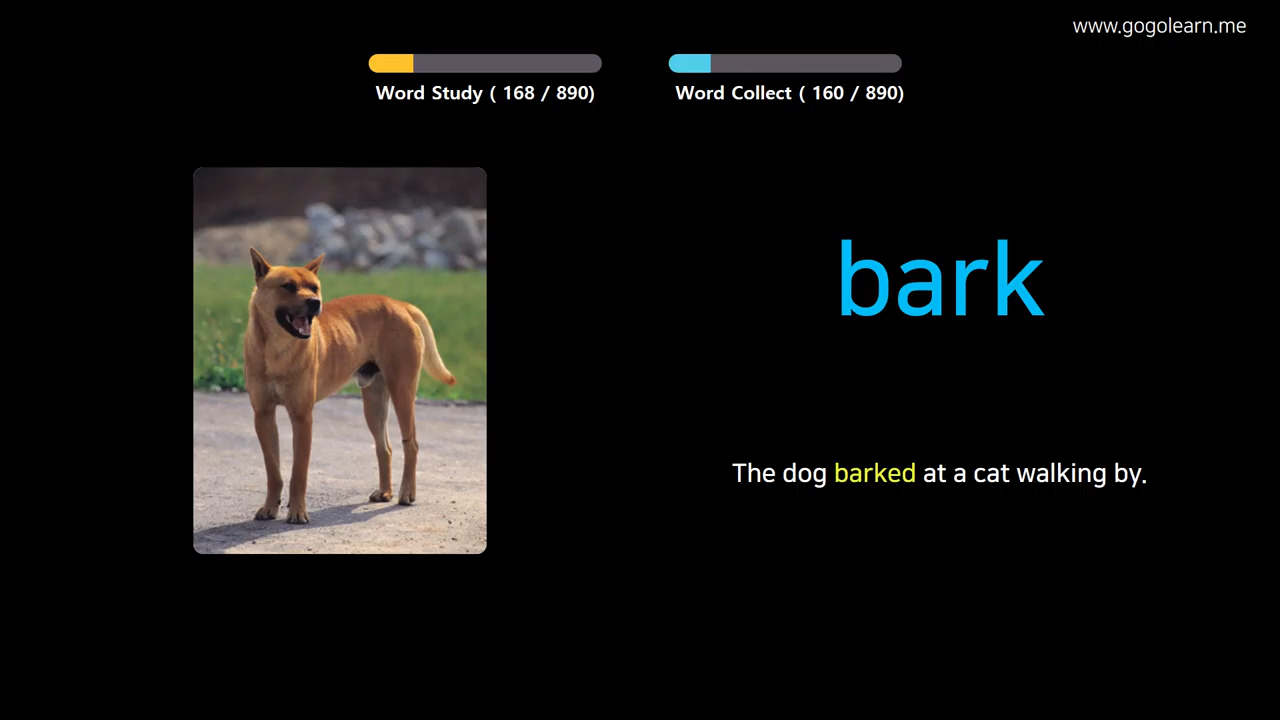 www.gogolearn.me
Word Study ( 168 / 890)
Word Collect ( 160 / 890)
bark
The dog barked at a cat walking by.